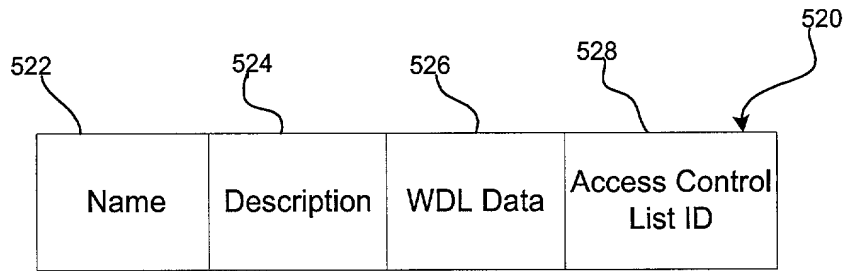 520
522
524
526
528
Name
Description
WDL Data
Access Control
List ID